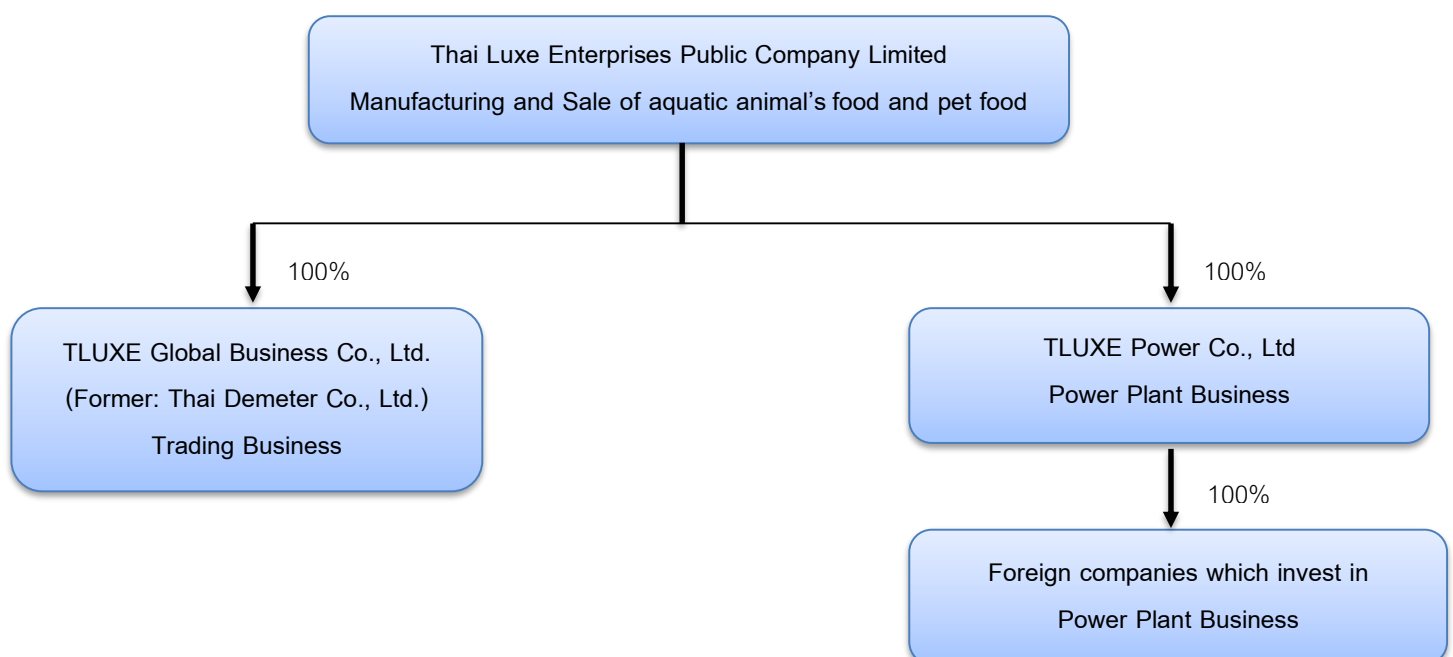 Thai Luxe Enterprises Public Company Limited
Manufacturing and Sale of aquatic animal’s food and pet food
100%
100%
TLUXE Global Business Co., Ltd.
(Former: Thai Demeter Co., Ltd.)
Trading Business
TLUXE Power Co., Ltd
Power Plant Business
100%
Foreign companies which invest in
Power Plant Business